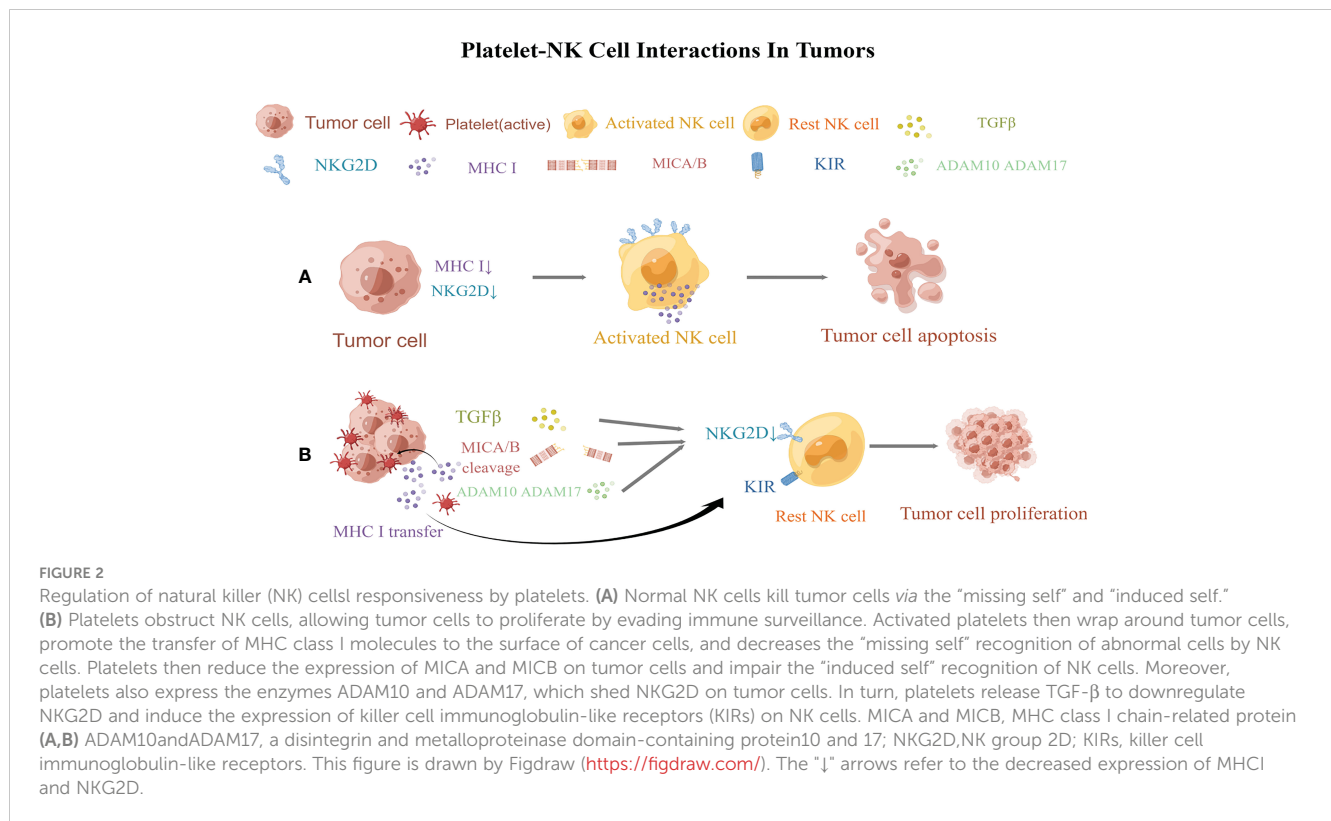 Platelet-NK Cell Interactions In Tumors
Tumor cell
Platelet(active)
Activated NK cell
Rest NK cell
TGFβ
NKG2D
MHC I
MICA/B
KIR
ADAM10 ADAM17
A
MHC I↓
NKG2D↓
Tumor cell
Activated NK cell
Tumor cell apoptosis
B
TGFβ
MICA/B
cleavage
ADAM10 ADAM17
MHC I transfer
NKG2D↓
KIR
Rest NK cell
Tumor cell proliferation
FIGURE 2
Regulation of natural killer (NK) cellsl responsiveness by platelets. (A) Normal NK cells kill tumor cells via the “missing self” and “induced self.”
(B) Platelets obstruct NK cells, allowing tumor cells to proliferate by evading immune surveillance. Activated platelets then wrap around tumor cells,
promote the transfer of MHC class I molecules to the surface of cancer cells, and decreases the “missing self” recognition of abnormal cells by NK
cells. Platelets then reduce the expression of MICA and MICB on tumor cells and impair the “induced self” recognition of NK cells. Moreover,
platelets also express the enzymes ADAM10 and ADAM17, which shed NKG2D on tumor cells. In turn, platelets release TGF-β to downregulate
NKG2D and induce the expression of killer cell immunoglobulin-like receptors (KIRs) on NK cells. MICA and MICB, MHC class I chain-related protein
(A,B) ADAM10andADAM17, a disintegrin and metalloproteinase domain-containing protein10 and 17; NKG2D,NK group 2D; KIRs, killer cell
immunoglobulin-like receptors. This figure is drawn by Figdraw (https://figdraw.com/). The "↓" arrows refer to the decreased expression of MHCI
and NKG2D.